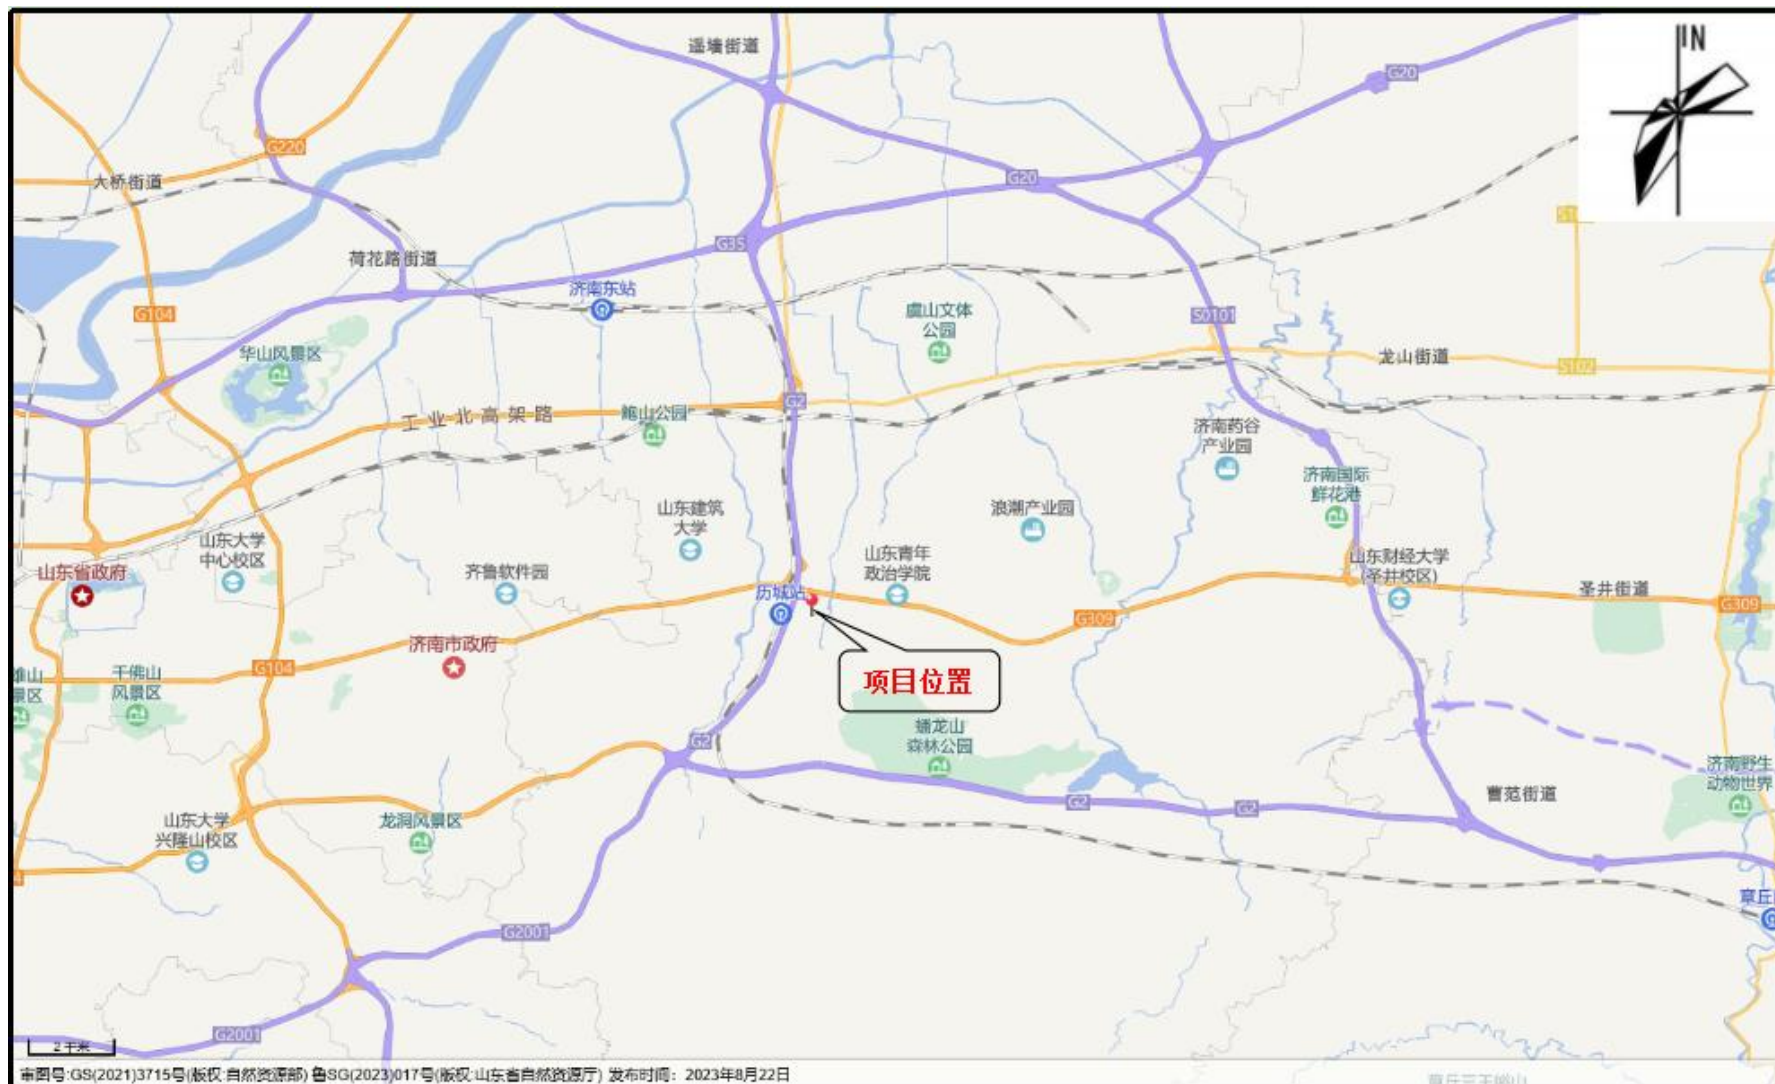 遥墙街道
N
G20
G220
大桥街道
G20
G35
荷花路街道
济南东站
G104
虞山文体
公园
S0101
华山风景区
龙山街道
S102
G2
工业北高架路
鲍山公园
济南药谷
产业园
济南国际
鲜花港
山东建筑
大学
浪潮产业园
山东大学
中心校区
山东青年
政治学院
山东财经大学
(圣井校区)
山东省政府
齐鲁软件园
历城站
圣井街道
G309
G309
济南市政府
G104
千佛山
风景区
项目位置
蟠龙山
森林公园
G2
济南野生
动物世界
G2
G2
曹范街道
山东大学
兴隆山校区
龙洞风景区
章丘
G2001
G2001
2 千米
审图号:GS(2021)3715号(版权:自然资源部) 鲁SG(2023)017号(版权:山东省自然资源厅) 发布时间：2023年8月22日